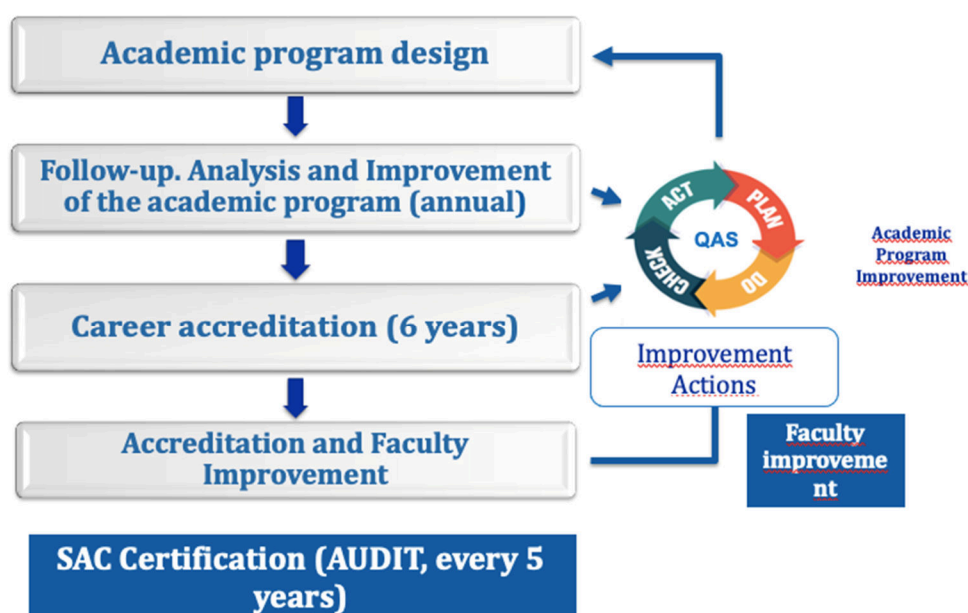 Academic program design
Follow-up. Analysis and Improvement
of the academic program (annual)
Career accreditation (6 years)
Accreditation and Faculty
Improvement
SAC Certification (AUDIT, every 5
years)
ACT
PLAN
DO
CHECK
QAS
Academic
Program
Improvement
Improvement
Actions
Faculty
improveme
nt